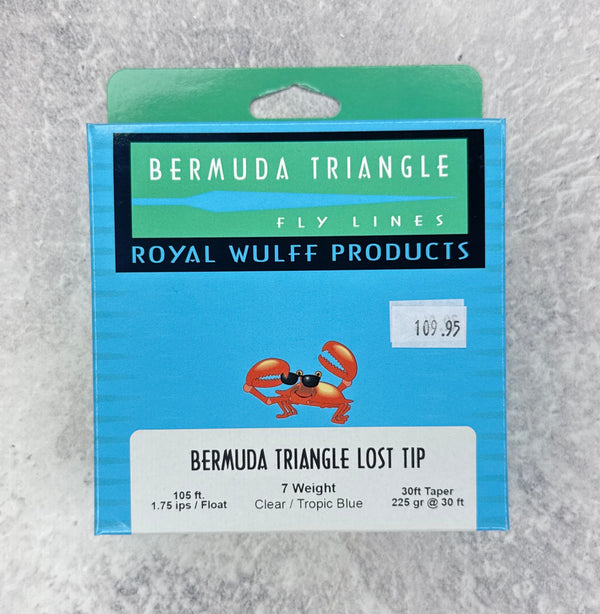 BERMUDA TRIANGLE
FLY LINES
ROYAL WULFF PRODUCTS
109.95
BERMUDA TRIANGLE LOST TIP
105 ft. 7 Weight 30ft Taper
1.75 ips / Float Clear / Tropic Blue 225 gr @ 30 ft